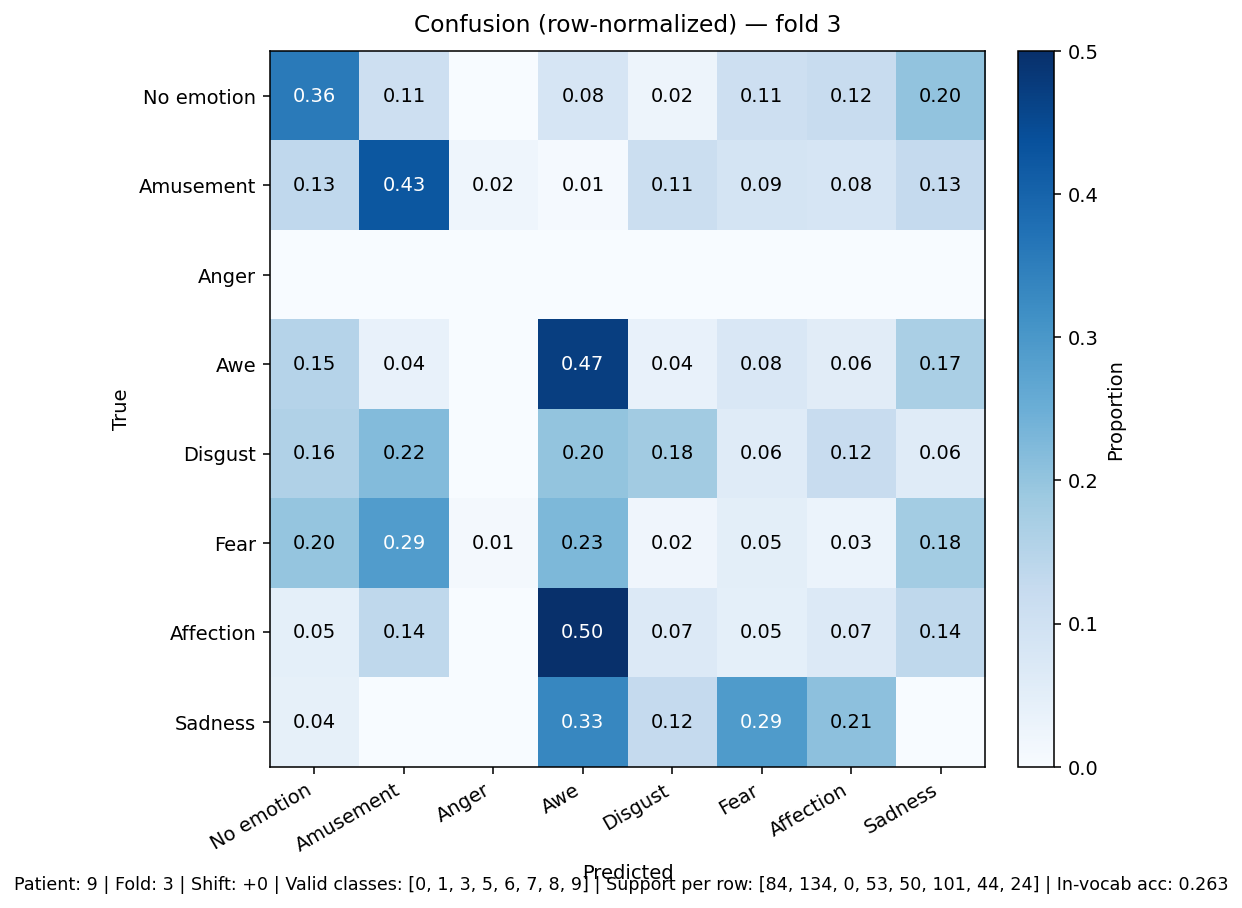 Confusion (row-normalized) — fold 3
No emotion 0.36 0.11 0.08 0.02 0.11 0.12 0.20
Amusement 0.13 0.43 0.02 0.01 0.11 0.09 0.08 0.13
Anger
Awe 0.15 0.04 0.47 0.04 0.08 0.06 0.17
Disgust 0.16 0.22 0.20 0.18 0.06 0.12 0.06
Fear 0.20 0.29 0.01 0.23 0.02 0.05 0.03 0.18
Affection 0.05 0.14 0.50 0.07 0.05 0.07 0.14
Sadness 0.04 0.33 0.12 0.29 0.21
True
No emotion Amusement Anger Awe Disgust Fear Affection Sadness
Predicted
0.5
0.4
0.3
0.2
0.1
0.0
Proportion
Patient: 9 | Fold: 3 | Shift: +0 | Valid classes: [0, 1, 3, 5, 6, 7, 8, 9] | Support per row: [84, 134, 0, 53, 50, 101, 44, 24] | In-vocab acc: 0.263